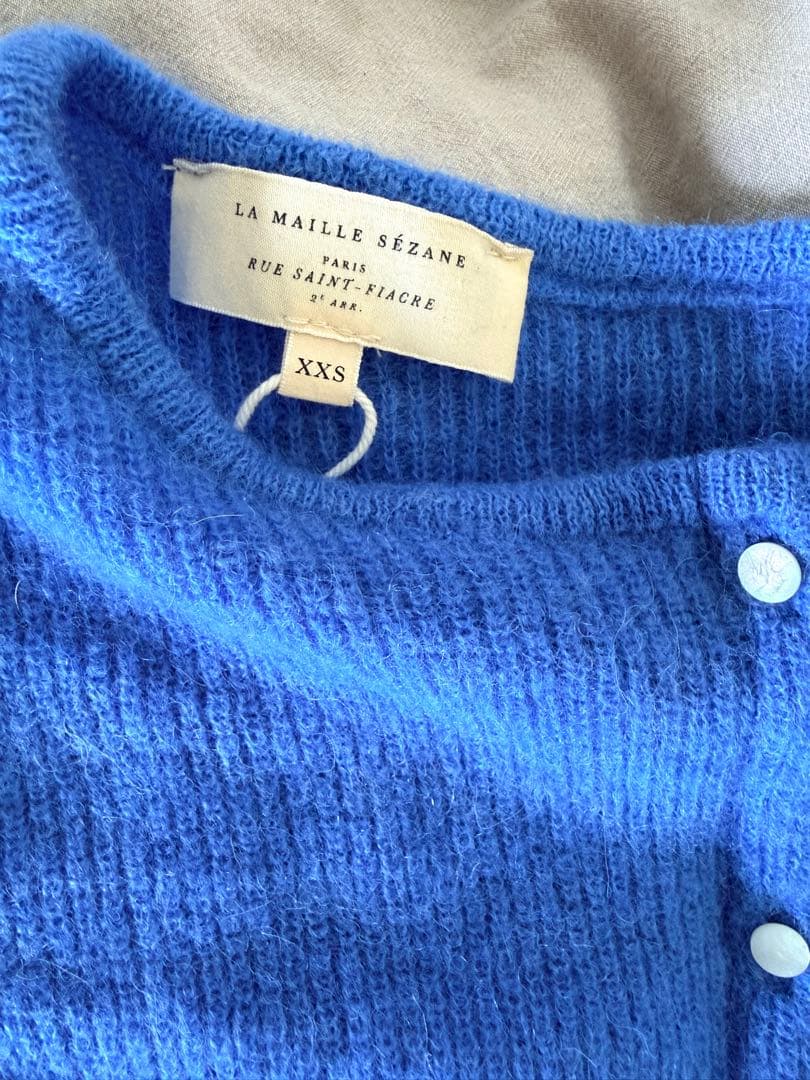 LA MAILLE SÉZANE
PARIS
RUE SAINT-FIACRE
2E ARR.
XXS